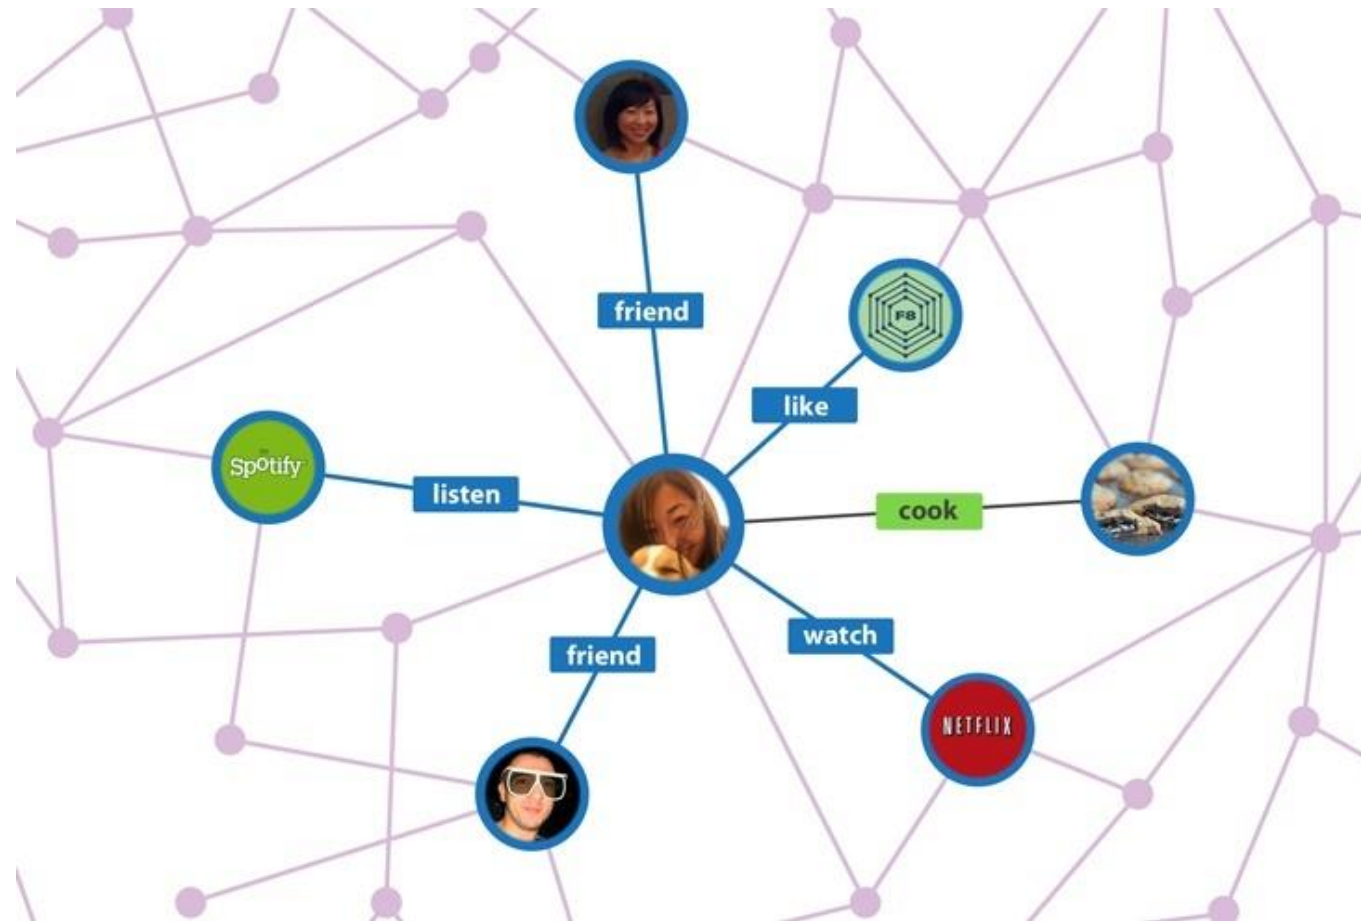 friend
F8
like
Spotify
listen
cook
watch
friend
NETFLIX